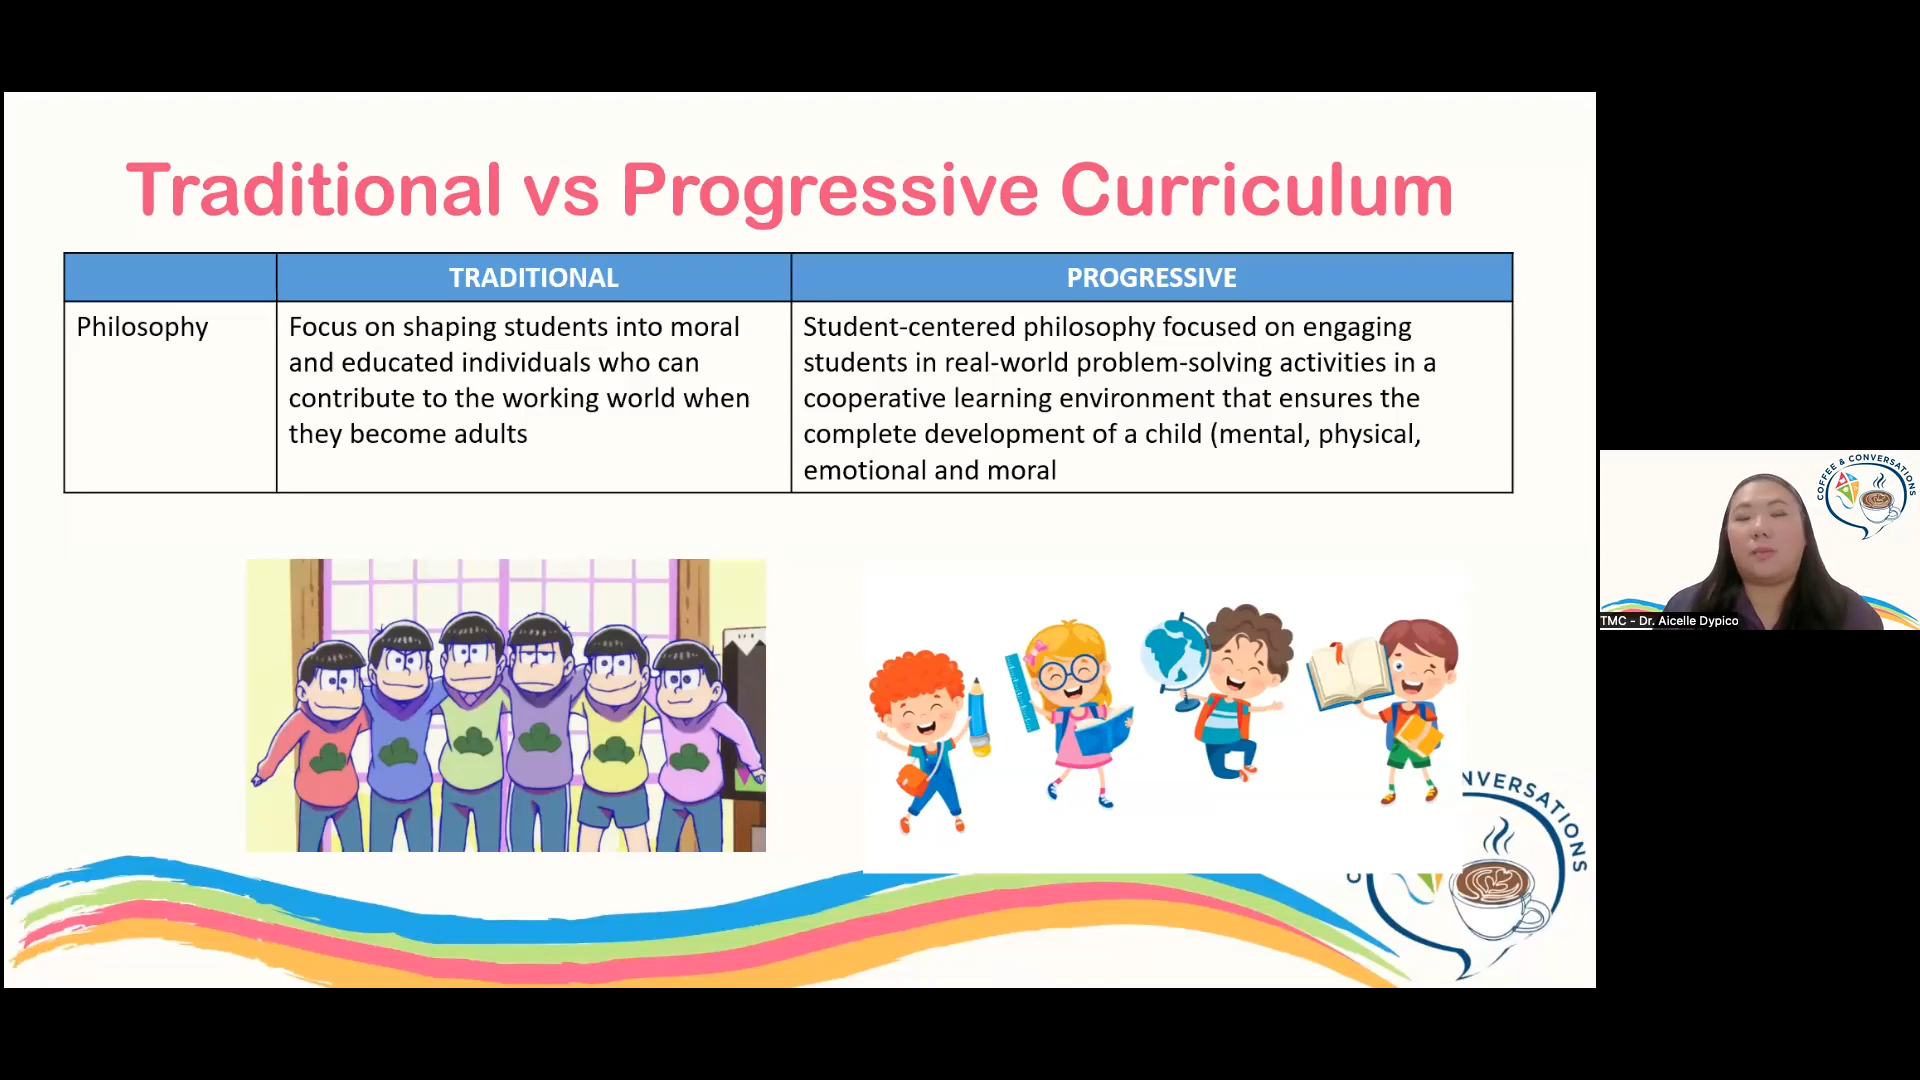 Traditional vs Progressive Curriculum
TRADITIONAL
PROGRESSIVE
Philosophy
Focus on shaping students into moral
and educated individuals who can
contribute to the working world when
they become adults
Student-centered philosophy focused on engaging
students in real-world problem-solving activities in a
cooperative learning environment that ensures the
complete development of a child (mental, physical,
emotional and moral
NVERSATIONS
COFFEE & CONVERSATIONS
TMC - Dr. Aicelle Dypico